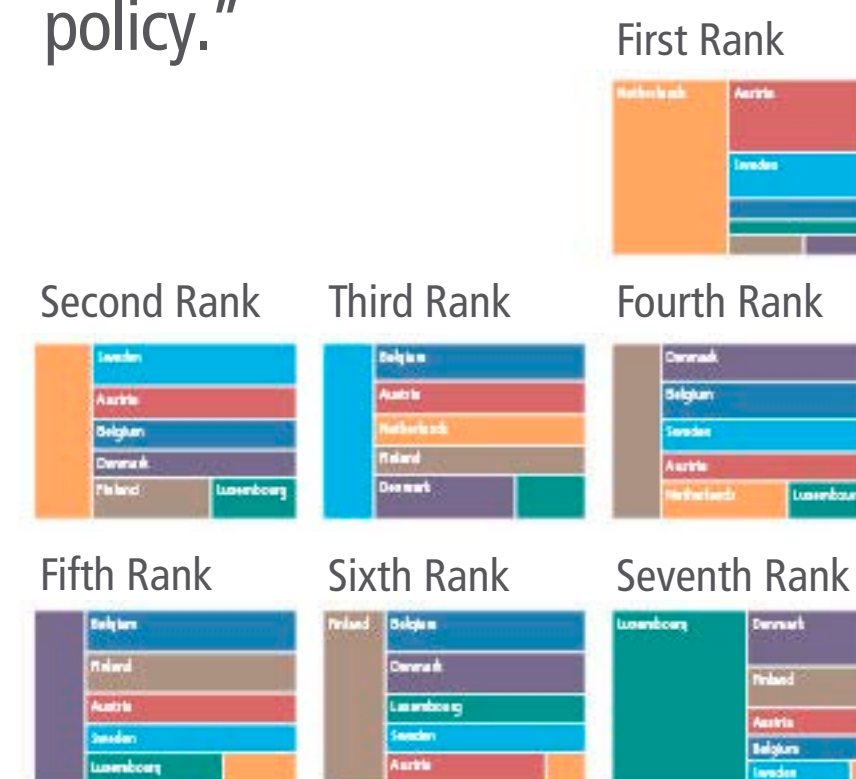 policy.”
First Rank
Netherlands
Austria
Sweden
Second Rank
Sweden
Austria
Belgium
Denmark
Finland
Luxembourg
Third Rank
Belgium
Austria
Netherlands
Finland
Denmark
Fourth Rank
Denmark
Belgium
Sweden
Austria
Netherlands
Fifth Rank
Belgium
Finland
Austria
Sweden
Luxembourg
Sixth Rank
Finland
Belgium
Denmark
Luxembourg
Sweden
Austria
Seventh Rank
Luxembourg
Denmark
Finland
Austria
Belgium
Sweden